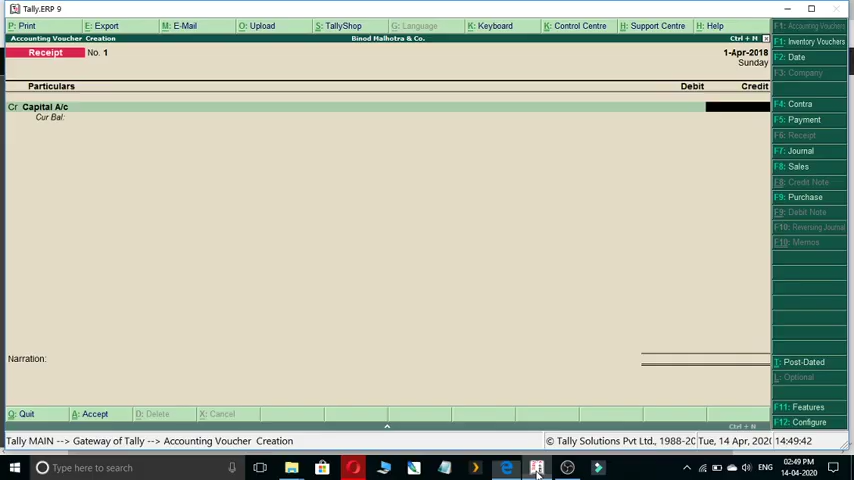 Tally.ERP 9
P: Print
E: Export
M: E-Mail
O: Upload
S: TallyShop
G: Language
K: Keyboard
K: Control Centre
H: Support Centre
H: Help
F1: Accounting Vouchers
Accounting Voucher Creation
Binod Malhotra & Co.
Ctrl + M
F1: Inventory Vouchers
Receipt
No. 1
1-Apr-2018
F2: Date
Sunday
F3: Company
Particulars
Debit
Credit
Cr Capital A/c
F4: Contra
Cur Bal:
F5: Payment
F6: Receipt
F7: Journal
F8: Sales
F8: Credit Note
F9: Purchase
F9: Debit Note
F10: Reversing Journal
F10: Memos
Narration:
T: Post-Dated
L: Optional
F11: Features
Q: Quit
A: Accept
D: Delete
X: Cancel
F12: Configure
Ctrl + N
Tally MAIN --> Gateway of Tally --> Accounting Voucher Creation
© Tally Solutions Pvt Ltd., 1988-20
Tue, 14 Apr, 2020
14:49:42
Type here to search
ENG
02:49 PM
14-04-2020